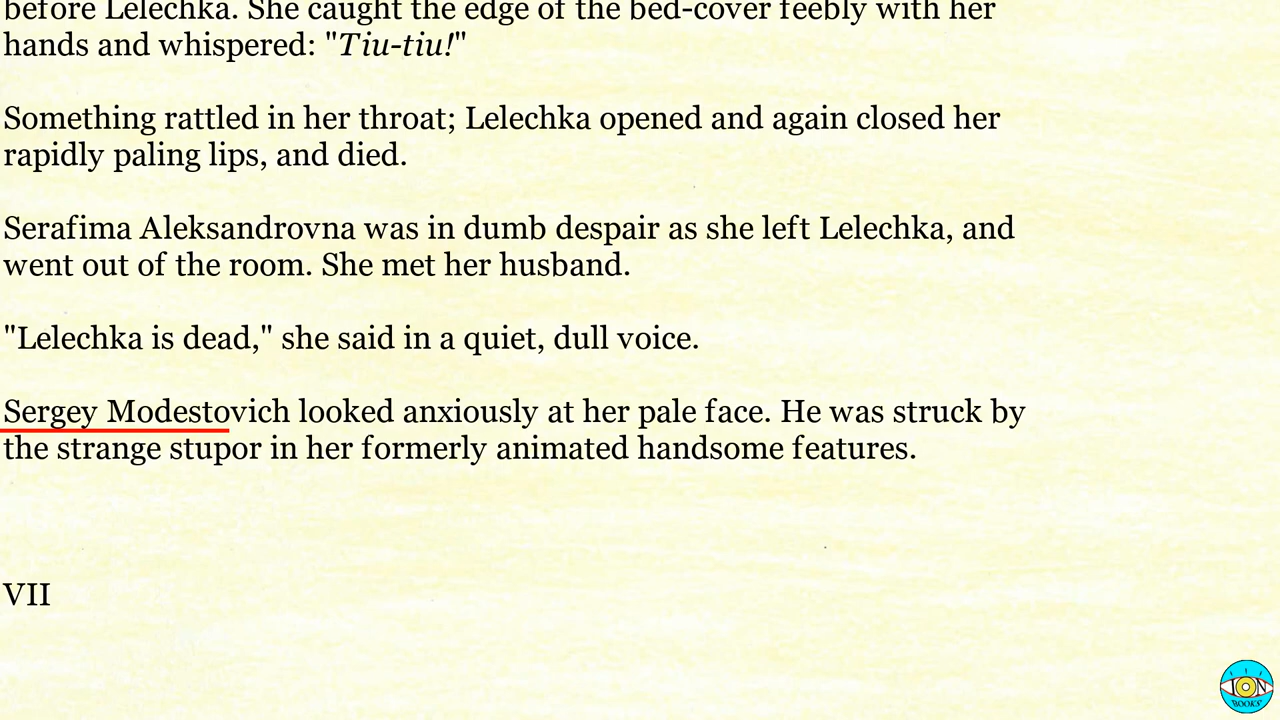 before Lelechka. She caught the edge of the bed-cover feebly with her
hands and whispered: "Tiu-tiu!"
Something rattled in her throat; Lelechka opened and again closed her
rapidly paling lips, and died.
Serafima Aleksandrovna was in dumb despair as she left Lelechka, and
went out of the room. She met her husband.
"Lelechka is dead," she said in a quiet, dull voice.
Sergey Modestovich looked anxiously at her pale face. He was struck by
the strange stupor in her formerly animated handsome features.
VII
ION
BOOKS